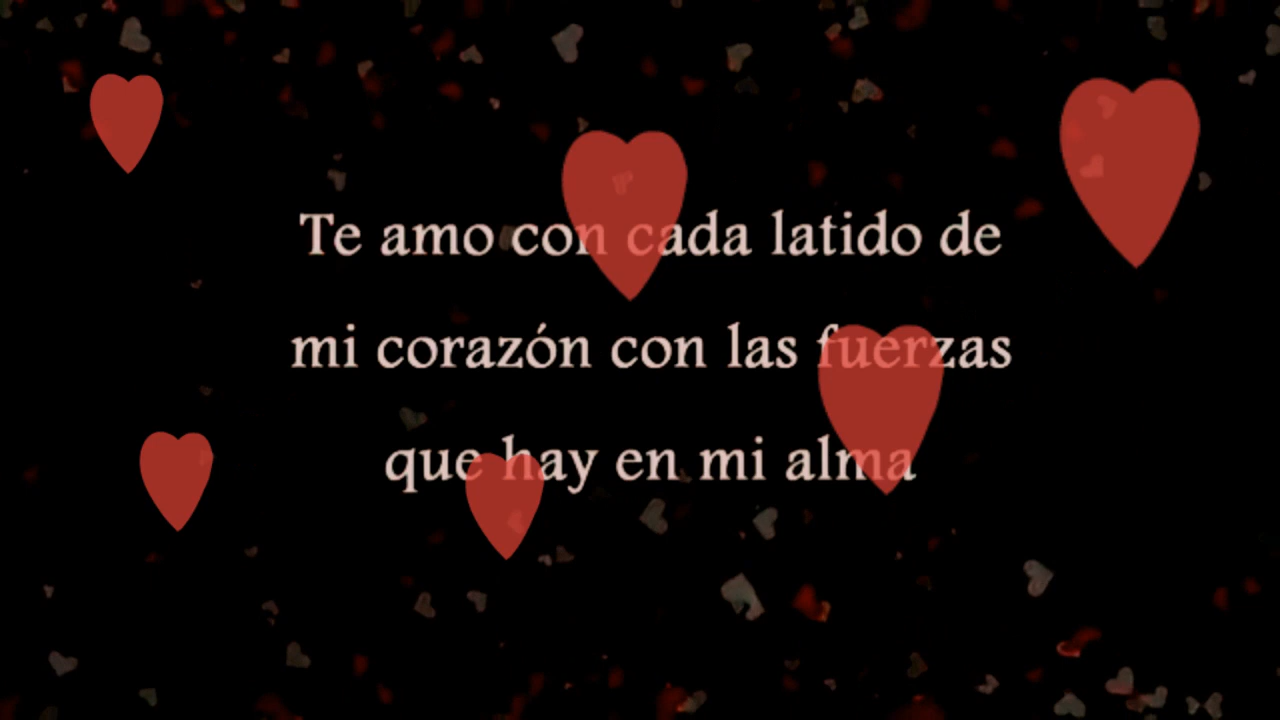 Te amo con cada latido de
mi corazón con las fuerzas
que hay en mi alma